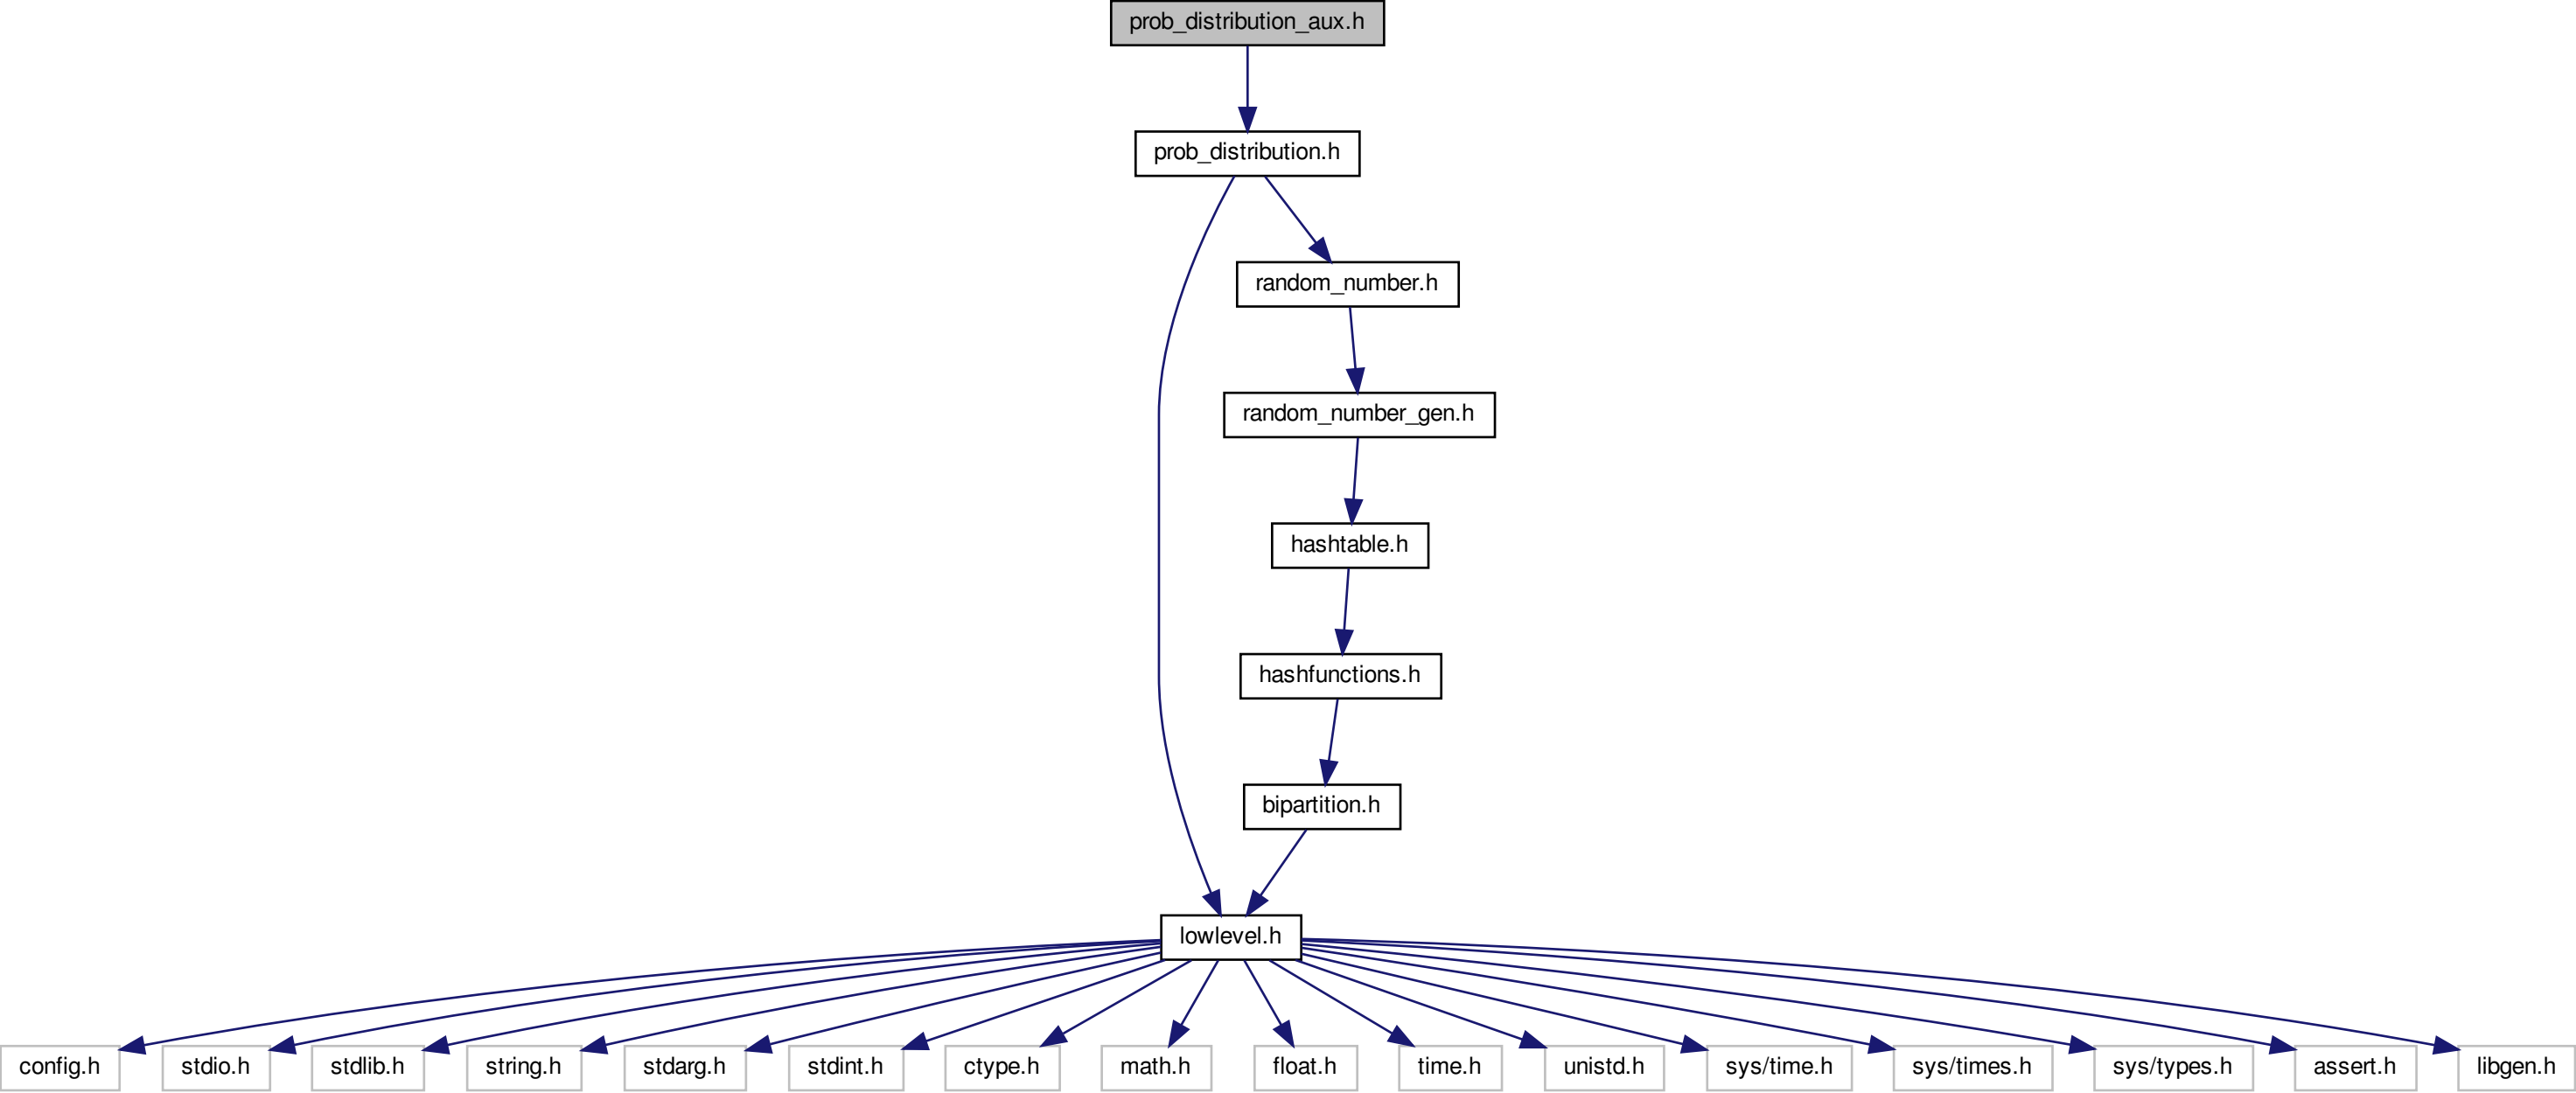 prob_distribution_aux.h
prob_distribution.h
random_number.h
random_number_gen.h
hashtable.h
hashfunctions.h
bipartition.h
lowlevel.h
config.h
stdio.h
stdlib.h
string.h
stdarg.h
stdint.h
ctype.h
math.h
float.h
time.h
unistd.h
sys/time.h
sys/times.h
sys/types.h
assert.h
libgen.h